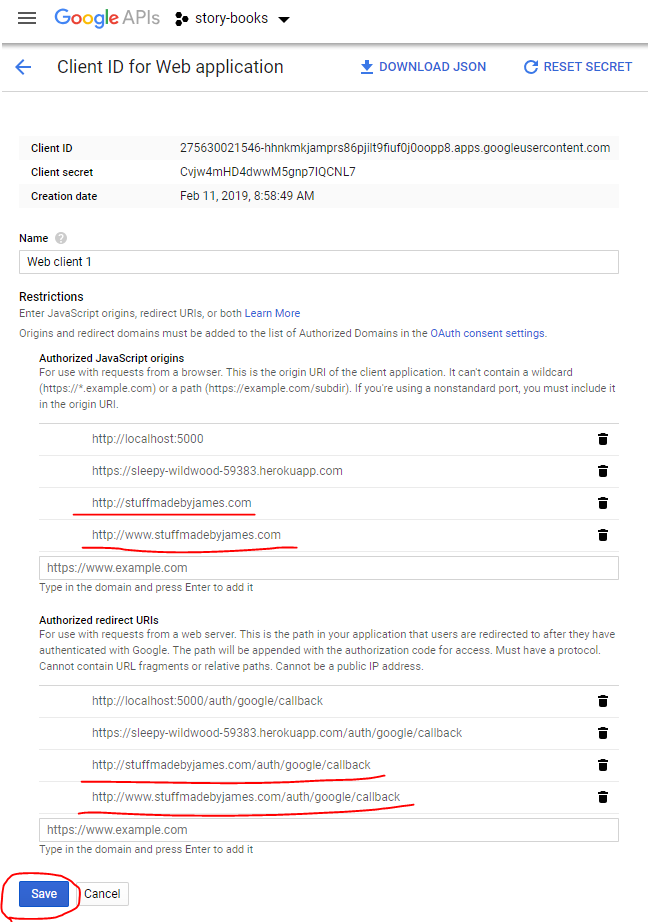 Google APIs story-books
Client ID for Web application DOWNLOAD JSON RESET SECRET
Client ID 275630021546-hhnkmkjamprs86pjilt9fiuf0j0oopp8.apps.googleusercontent.com
Client secret Cvjw4mHD4dwwM5gnp7IQCNL7
Creation date Feb 11, 2019, 8:58:49 AM
Name ?
Web client 1
Restrictions
Enter JavaScript origins, redirect URIs, or both Learn More
Origins and redirect domains must be added to the list of Authorized Domains in the OAuth consent settings.
Authorized JavaScript origins
For use with requests from a browser. This is the origin URI of the client application. It can't contain a wildcard
(https://*.example.com) or a path (https://example.com/subdir). If you're using a nonstandard port, you must include it
in the origin URI.
http://localhost:5000
https://sleepy-wildwood-59383.herokuapp.com
http://stuffmadebyjames.com
http://www.stuffmadebyjames.com
https://www.example.com
Type in the domain and press Enter to add it
Authorized redirect URIs
For use with requests from a web server. This is the path in your application that users are redirected to after they have
authenticated with Google. The path will be appended with the authorization code for access. Must have a protocol.
Cannot contain URL fragments or relative paths. Cannot be a public IP address.
http://localhost:5000/auth/google/callback
https://sleepy-wildwood-59383.herokuapp.com/auth/google/callback
http://stuffmadebyjames.com/auth/google/callback
http://www.stuffmadebyjames.com/auth/google/callback
https://www.example.com
Type in the domain and press Enter to add it
Save Cancel